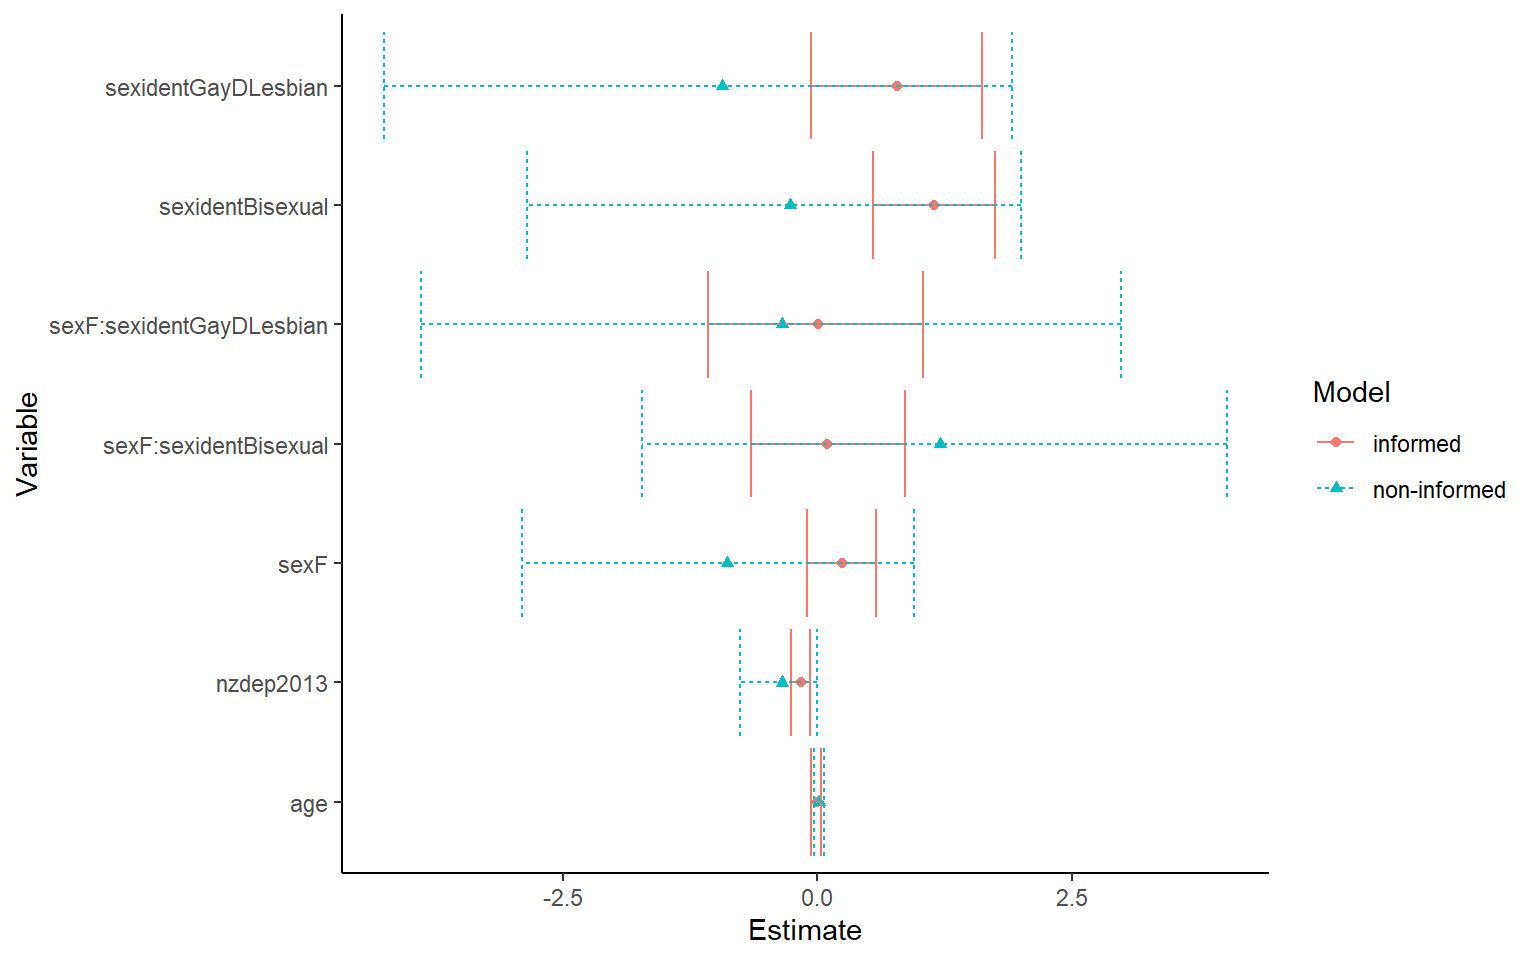 sexidentGayDLesbian
sexidentBisexual
sexF:sexidentGayDLesbian
sexF:sexidentBisexual
sexF
nzdep2013
age
Variable
-2.5 0.0 2.5
Estimate
Model
informed
non-informed